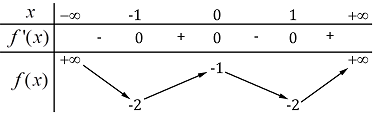 x −∞ -1 0 1 +∞
f'(x) - 0 + 0 - 0 +
f(x) +∞ -2 -1 -2 +∞